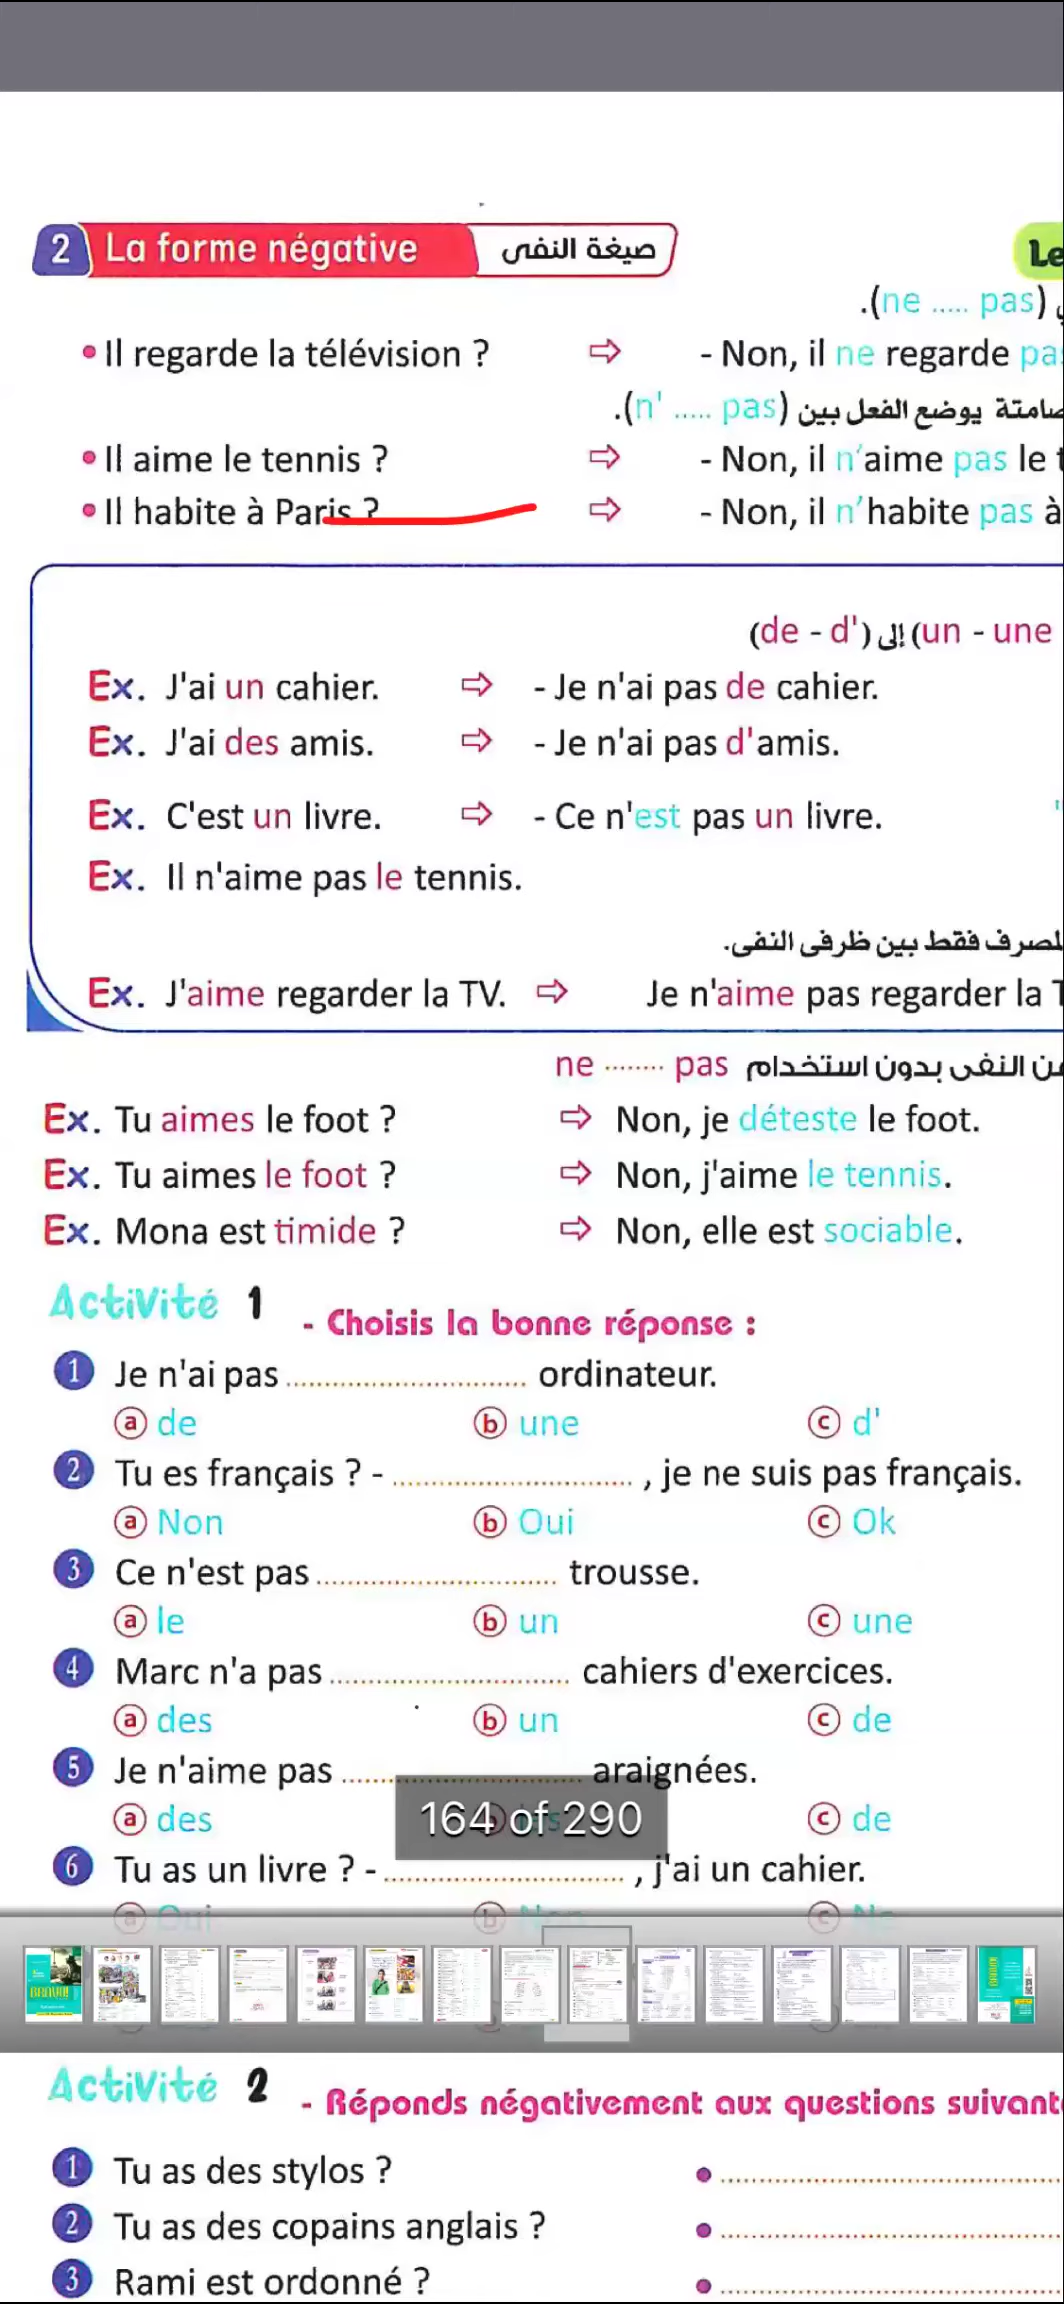 2 La forme négative صيغة النفى
(ne ..... pas).
• Il regarde la télévision ? ⇨ - Non, il ne regarde
صامتة يوضع الفعل بين (n' ..... pas).
• Il aime le tennis ? ⇨ - Non, il n'aime pas le
• Il habite à Paris ? ⇨ - Non, il n'habite pas à
(un - une إلى (de - d')
Ex. J'ai un cahier. ⇨ - Je n'ai pas de cahier.
Ex. J'ai des amis. ⇨ - Je n'ai pas d'amis.
Ex. C'est un livre. ⇨ - Ce n'est pas un livre.
Ex. Il n'aime pas le tennis.
فقط بين ظرفى النفى.
Ex. J'aime regarder la TV. ⇨ Je n'aime pas regarder la
النفى بدون استخدام ne ........ pas
Ex. Tu aimes le foot ? ⇨ Non, je déteste le foot.
Ex. Tu aimes le foot ? ⇨ Non, j'aime le tennis.
Ex. Mona est timide ? ⇨ Non, elle est sociable.
Activité 1 - Choisis la bonne réponse :
1 Je n'ai pas .............................. ordinateur.
a de b une c d'
2 Tu es français ? - .............................. , je ne suis pas français.
a Non b Oui c Ok
3 Ce n'est pas .............................. trousse.
a le b un c une
4 Marc n'a pas .............................. cahiers d'exercices.
a des b un c de
5 Je n'aime pas .............................. araignées.
a des c de
164 of 290
6 Tu as un livre ? - .............................. , j'ai un cahier.
a Oui b Non c Ne
BRAVO!
Activité 2 - Réponds négativement aux questions
1 Tu as des stylos ? • ..............................
2 Tu as des copains anglais ? • ..............................
3 Rami est ordonné ? • ..............................